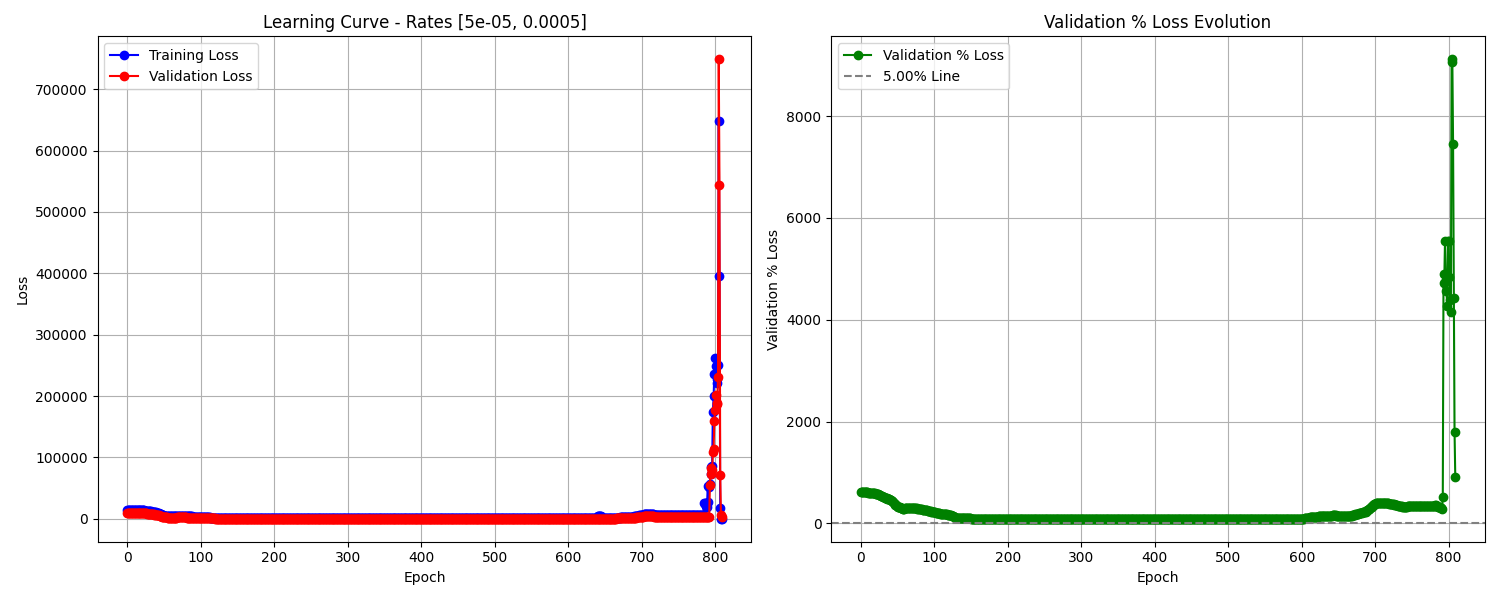 Learning Curve - Rates [5e-05, 0.0005]
Training Loss
Validation Loss
Loss
700000
600000
500000
400000
300000
200000
100000
0
0 100 200 300 400 500 600 700 800
Epoch
Validation % Loss Evolution
Validation % Loss
5.00% Line
Validation % Loss
8000
6000
4000
2000
0
0 100 200 300 400 500 600 700 800
Epoch